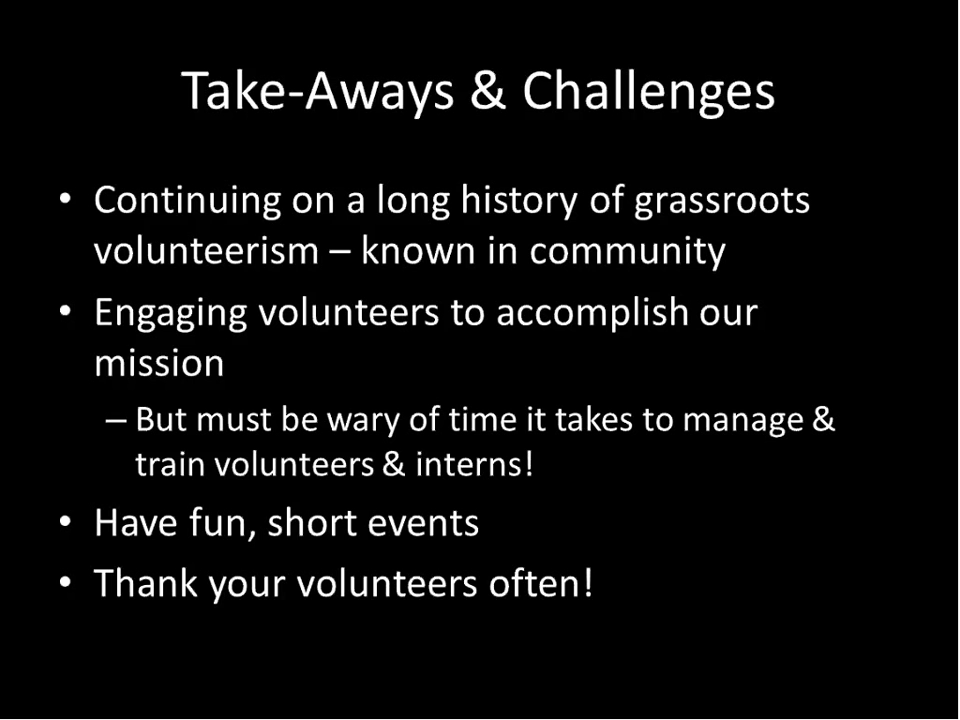 Take-Aways & Challenges
• Continuing on a long history of grassroots
volunteerism – known in community
• Engaging volunteers to accomplish our
mission
– But must be wary of time it takes to manage &
train volunteers & interns!
• Have fun, short events
• Thank your volunteers often!